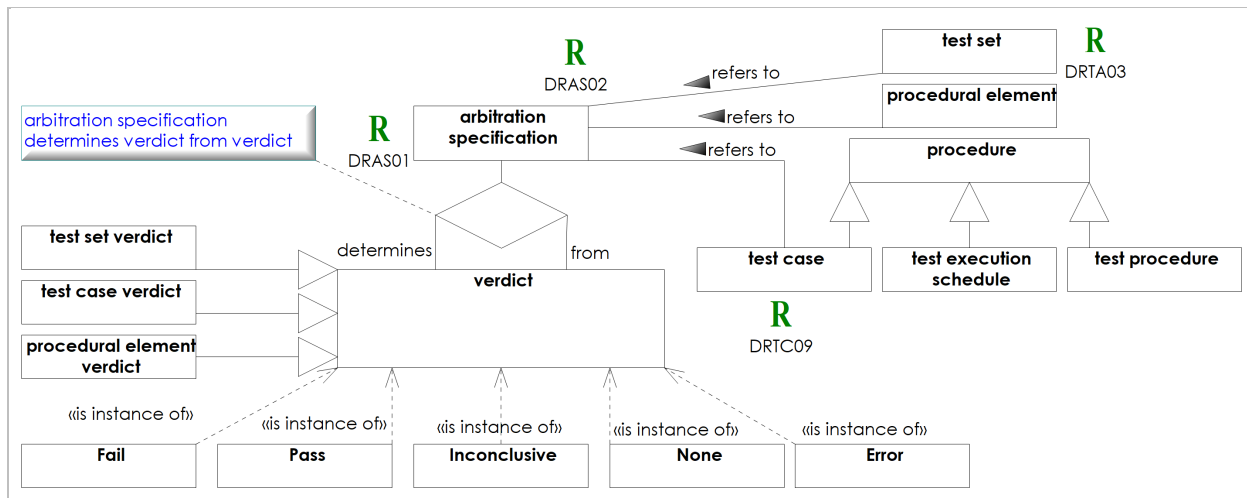 test set
R
DRTA03
R
DRAS02
refers to
procedural element
refers to
arbitration specification
determines verdict from verdict
R
DRAS01
arbitration
specification
refers to
procedure
test set verdict
determines
from
test case
test execution
schedule
test procedure
verdict
test case verdict
R
DRTC09
procedural element
verdict
«is instance of»
«is instance of»
«is instance of»
«is instance of»
«is instance of»
Fail
Pass
Inconclusive
None
Error